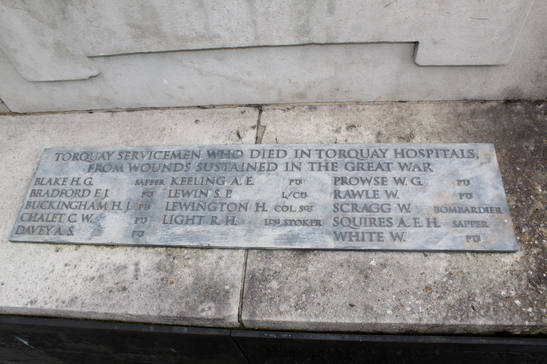 TORQUAY SERVICEMEN WHO DIED IN TORQUAY HOSPITALS,
FROM WOUNDS SUSTAINED IN THE GREAT WAR
BLAKE H.G. SAPPER KEELING A.E. PTE PROWSE W.G. PTE
BRADFORD F.J. PTE LEWIN S.P. L/CPL RAWLE W. PTE
BUCKINGHAM H.J. PTE LEWINGTON H. COL.SGT SCRAGG W. BOMBARDIER
CHALET C.W. PTE LIGHT R.H. STOKER SQUIRES A.E.H. SAPPER
DAVEY A.S. PTE WHITE W. PTE